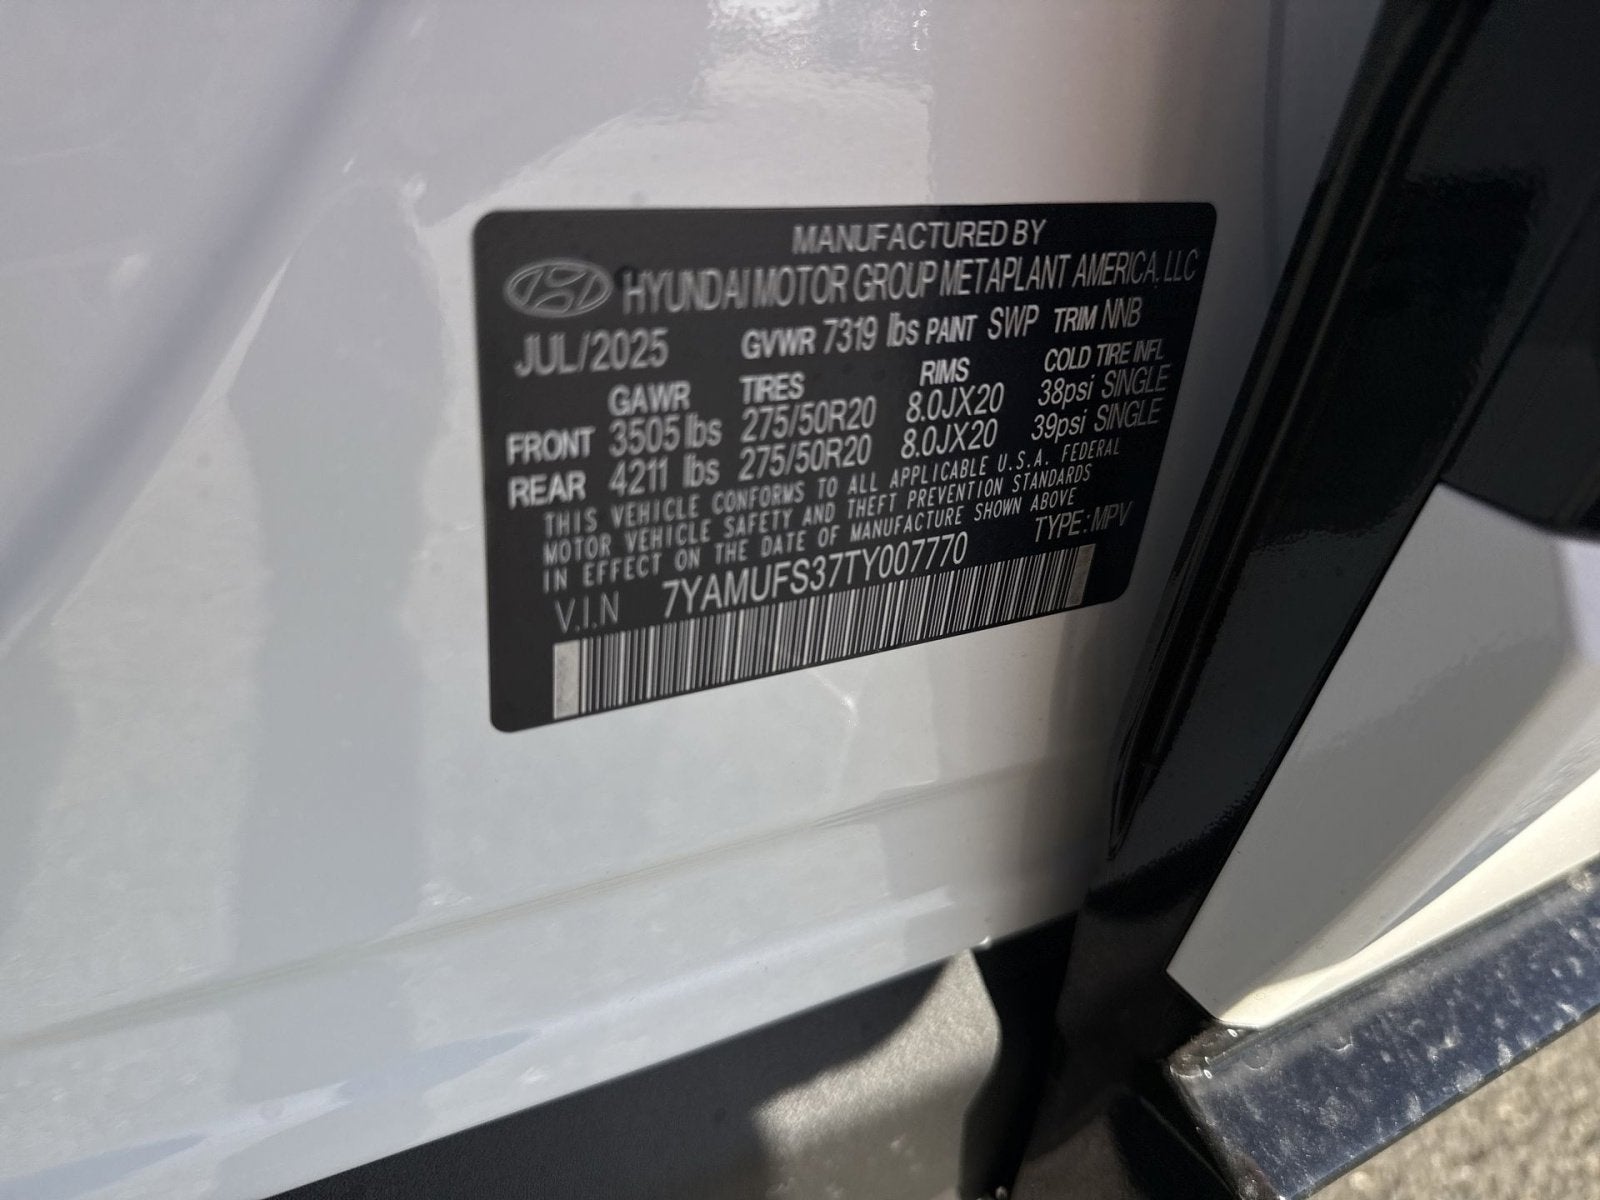 MANUFACTURED BY
HYUNDAI MOTOR GROUP METAPLANT AMERICA, LLC
JUL/2025 GVWR 7319 lbs PAINT SWP TRIM NNB
GAWR TIRES RIMS COLD TIRE INFL
FRONT 3505 lbs 275/50R20 8.0JX20 38psi SINGLE
REAR 4211 lbs 275/50R20 8.0JX20 39psi SINGLE
THIS VEHICLE CONFORMS TO ALL APPLICABLE U.S.A. FEDERAL
MOTOR VEHICLE SAFETY AND THEFT PREVENTION STANDARDS
IN EFFECT ON THE DATE OF MANUFACTURE SHOWN ABOVE
V.I.N 7YAMUFS37TY007770 TYPE: MPV